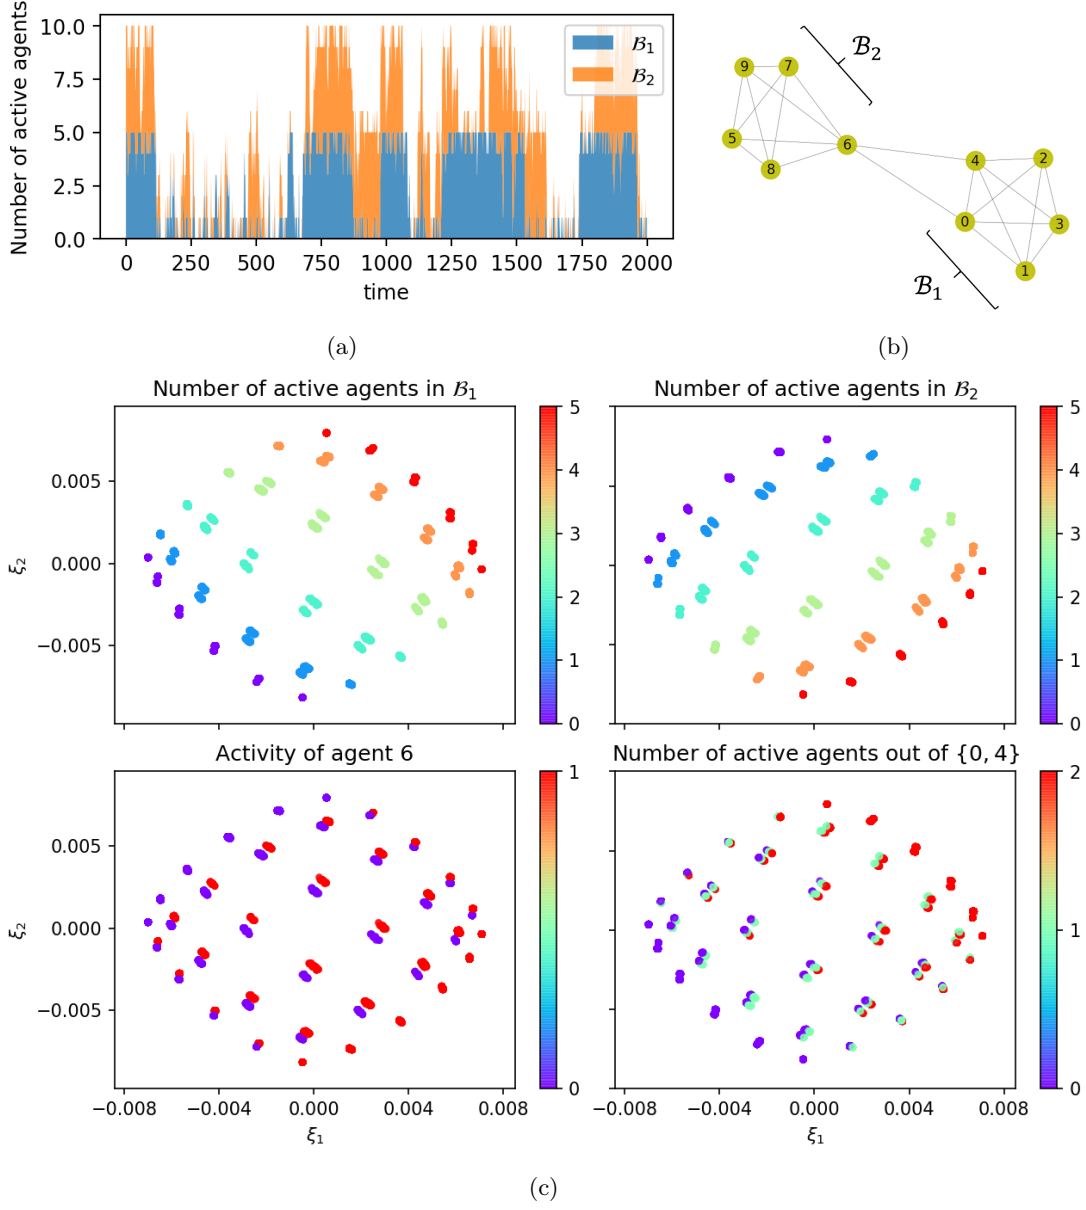 Number of active agents
10.0
7.5
5.0
2.5
0.0
0 250 500 750 1000 1250 1500 1750 2000
time
ℬ₁
ℬ₂
(a)
9 7 ℬ₂
5 6 8
4 2
0 3
1
ℬ₁
(b)
Number of active agents in ℬ₁
0.005
0.000
−0.005
ξ₂
5
4
3
2
1
0
Number of active agents in ℬ₂
5
4
3
2
1
0
Activity of agent 6
0.005
0.000
−0.005
ξ₂
−0.008 −0.004 0.000 0.004 0.008
ξ₁
1
0
Number of active agents out of {0, 4}
−0.008 −0.004 0.000 0.004 0.008
ξ₁
2
1
0
(c)